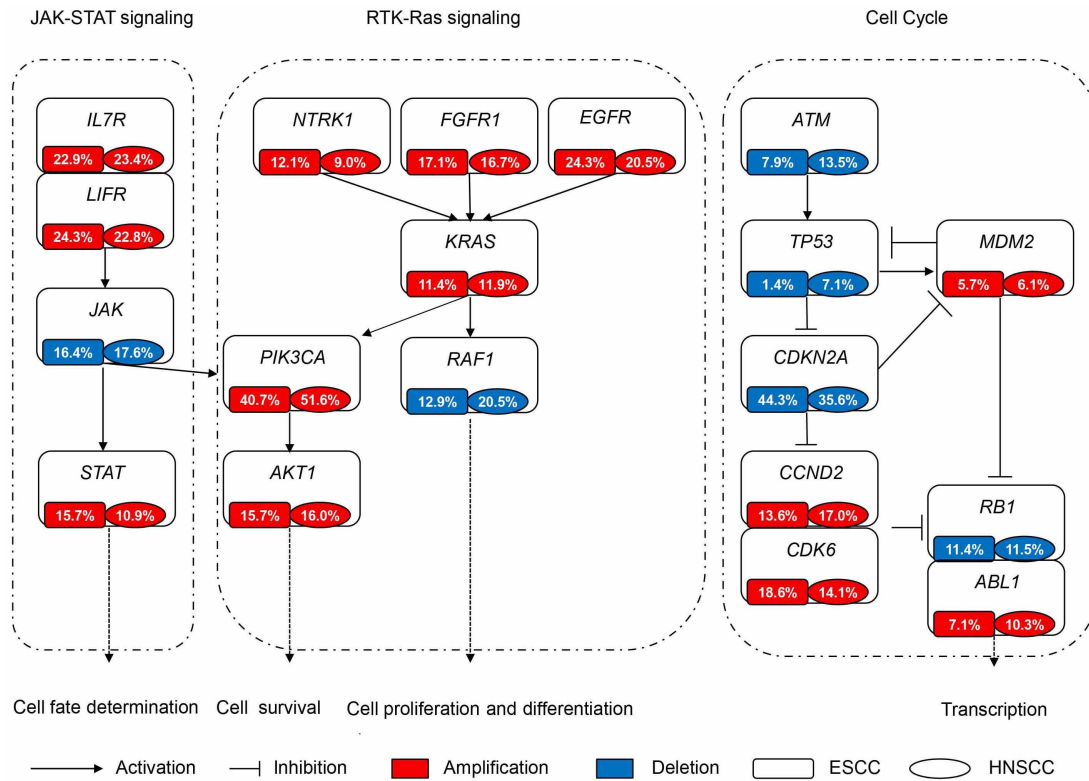 JAK-STAT signaling
RTK-Ras signaling
Cell Cycle
IL7R
22.9% 23.4%
LIFR
24.3% 22.8%
JAK
16.4% 17.6%
STAT
15.7% 10.9%
NTRK1
12.1% 9.0%
FGFR1
17.1% 16.7%
EGFR
24.3% 20.5%
KRAS
11.4% 11.9%
PIK3CA
40.7% 51.6%
RAF1
12.9% 20.5%
AKT1
15.7% 16.0%
ATM
7.9% 13.5%
TP53
1.4% 7.1%
MDM2
5.7% 6.1%
CDKN2A
44.3% 35.6%
CCND2
13.6% 17.0%
CDK6
18.6% 14.1%
RB1
11.4% 11.5%
ABL1
7.1% 10.3%
Cell fate determination
Cell survival
Cell proliferation and differentiation
Transcription
Activation
Inhibition
Amplification
Deletion
ESCC
HNSCC